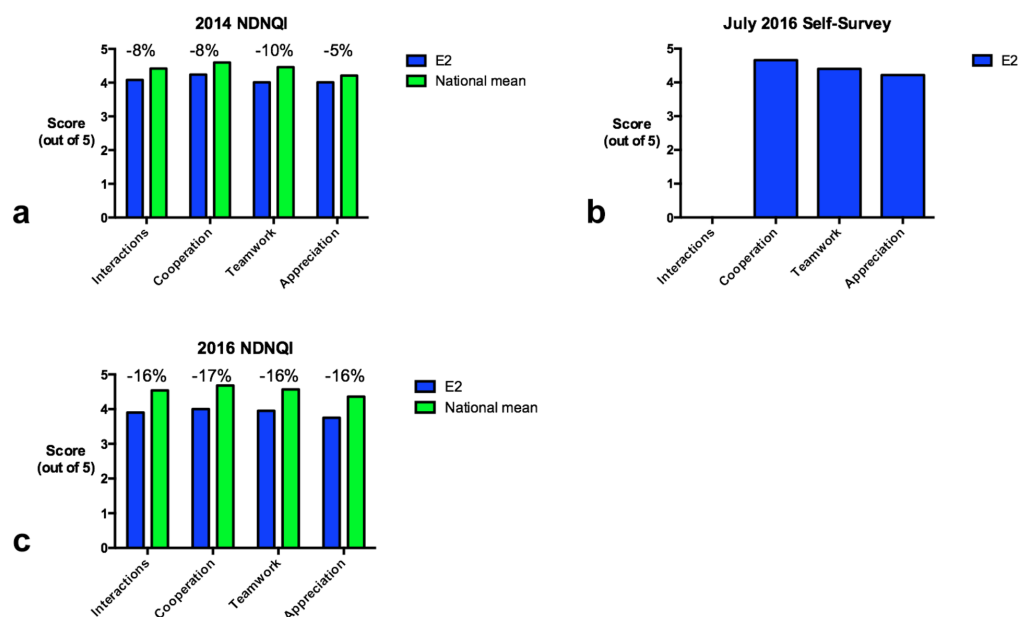 2014 NDNQI
-8% -8% -10% -5%
5
4
3
2
1
0
Score
(out of 5)
E2
National mean
Interactions
Cooperation
Teamwork
Appreciation
a
July 2016 Self-Survey
5
4
3
2
1
0
Score
(out of 5)
E2
Interactions
Cooperation
Teamwork
Appreciation
b
2016 NDNQI
-16% -17% -16% -16%
5
4
3
2
1
0
Score
(out of 5)
E2
National mean
Interactions
Cooperation
Teamwork
Appreciation
c